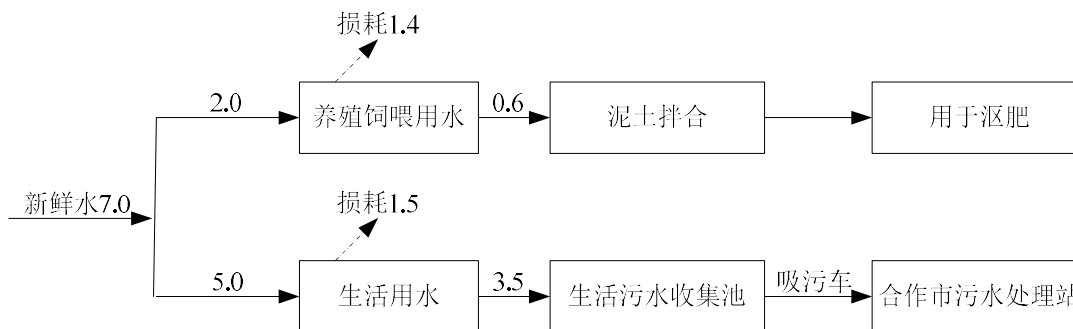 损耗1.4
2.0
养殖饲喂用水
0.6
泥土拌合
用于沤肥
新鲜水7.0
损耗1.5
5.0
生活用水
3.5
生活污水收集池
吸污车
合作市污水处理站